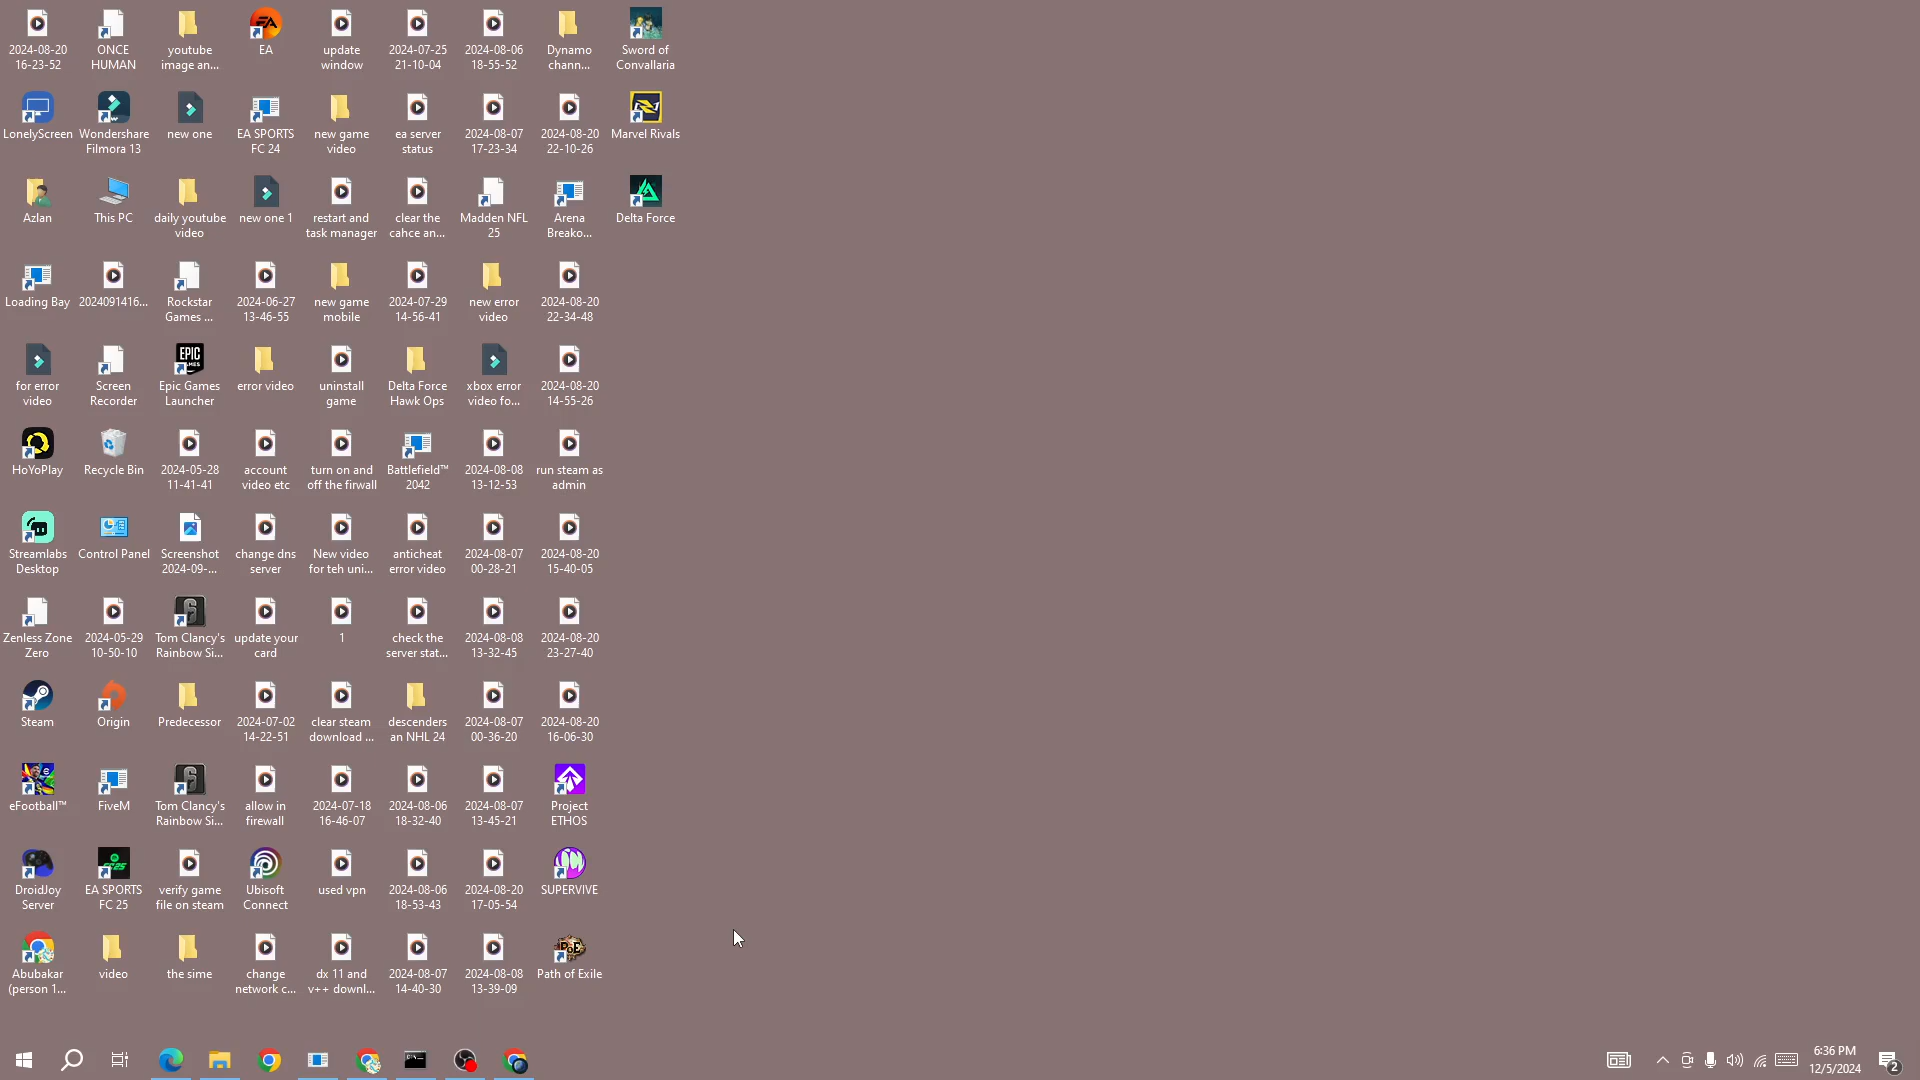 2024-08-20
16-23-52
ONCE
HUMAN
youtube
image an...
EA
update
window
2024-07-25
21-10-04
2024-08-06
18-55-52
Dynamo
chann...
Sword of
Convallaria
LonelyScreen
Wondershare
Filmora 13
new one
EA SPORTS
FC 24
new game
video
ea server
status
2024-08-07
17-23-34
2024-08-20
22-10-26
Marvel Rivals
Azlan
This PC
daily youtube
video
new one 1
restart and
task manager
clear the
cahce an...
Madden NFL
25
Arena
Breako...
Delta Force
Loading Bay
2024091416...
Rockstar
Games ...
2024-06-27
13-46-55
new game
mobile
2024-07-29
14-56-41
new error
video
2024-08-20
22-34-48
for error
video
Screen
Recorder
EPIC
GAMES
Epic Games
Launcher
error video
uninstall
game
Delta Force
Hawk Ops
xbox error
video fo...
2024-08-20
14-55-26
HoYoPlay
Recycle Bin
2024-05-28
11-41-41
account
video etc
turn on and
off the firwall
Battlefield™
2042
2024-08-08
13-12-53
run steam as
admin
Streamlabs
Desktop
Control Panel
Screenshot
2024-09-...
change dns
server
New video
for teh uni...
anticheat
error video
2024-08-07
00-28-21
2024-08-20
15-40-05
Zenless Zone
Zero
2024-05-29
10-50-10
Tom Clancy's
Rainbow Si...
update your
card
1
check the
server stat...
2024-08-08
13-32-45
2024-08-20
23-27-40
Steam
Origin
Predecessor
2024-07-02
14-22-51
clear steam
download ...
descenders
an NHL 24
2024-08-07
00-36-20
2024-08-20
16-06-30
eFootball™
FiveM
Tom Clancy's
Rainbow Si...
allow in
firewall
2024-07-18
16-46-07
2024-08-06
18-32-40
2024-08-07
13-45-21
Project
ETHOS
DroidJoy
Server
EA SPORTS
FC 25
verify game
file on steam
Ubisoft
Connect
used vpn
2024-08-06
18-53-43
2024-08-20
17-05-54
SUPERVIVE
Abubakar
(person 1...
video
the sime
change
network c...
dx 11 and
v++ downl...
2024-08-07
14-40-30
2024-08-08
13-39-09
Path of Exile
6:36 PM
12/5/2024
2